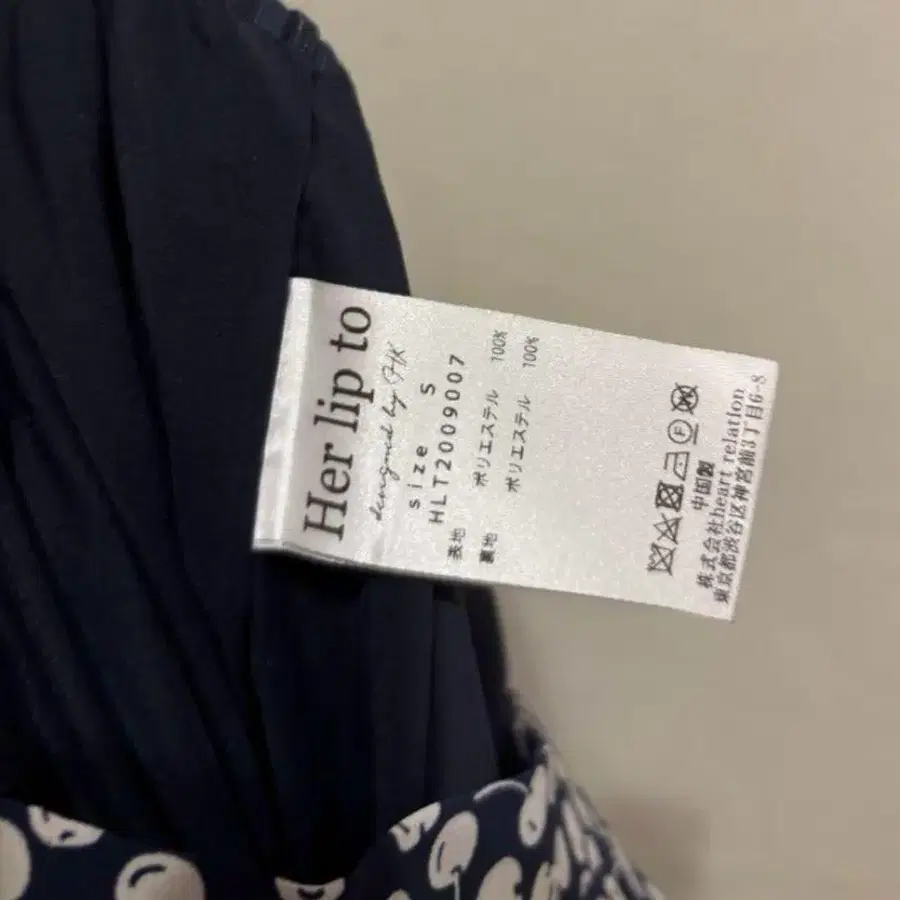 Her lip to
designed by HK
size S
HLT2009007
表地 ポリエステル 100%
裏地 ポリエステル 100%
中国製
株式会社heart relation
東京都渋谷区神宮前3丁目6-8